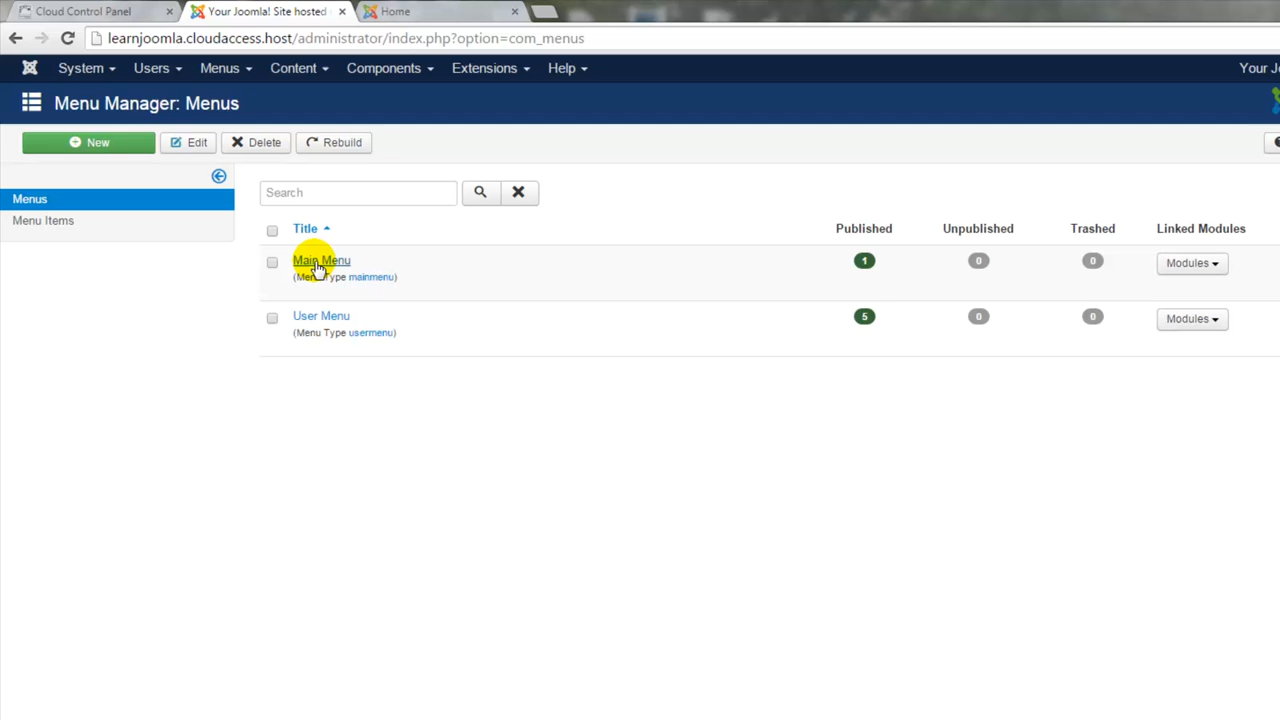 Cloud Control Panel × Your Joomla! Site hosted × Home ×
learnjoomla.cloudaccess.host/administrator/index.php?option=com_menus
System Users Menus Content Components Extensions Help Your Jo
Menu Manager: Menus
New Edit Delete Rebuild
Menus
Menu Items
Search
Title Published Unpublished Trashed Linked Modules
Main Menu 1 0 0 Modules
(Menu Type mainmenu)
User Menu 5 0 0 Modules
(Menu Type usermenu)